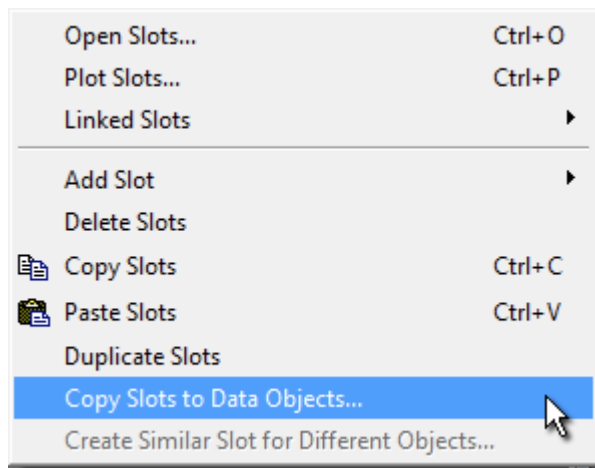 Open Slots... Ctrl+O
Plot Slots... Ctrl+P
Linked Slots
Add Slot
Delete Slots
Copy Slots Ctrl+C
Paste Slots Ctrl+V
Duplicate Slots
Copy Slots to Data Objects...
Create Similar Slot for Different Objects...